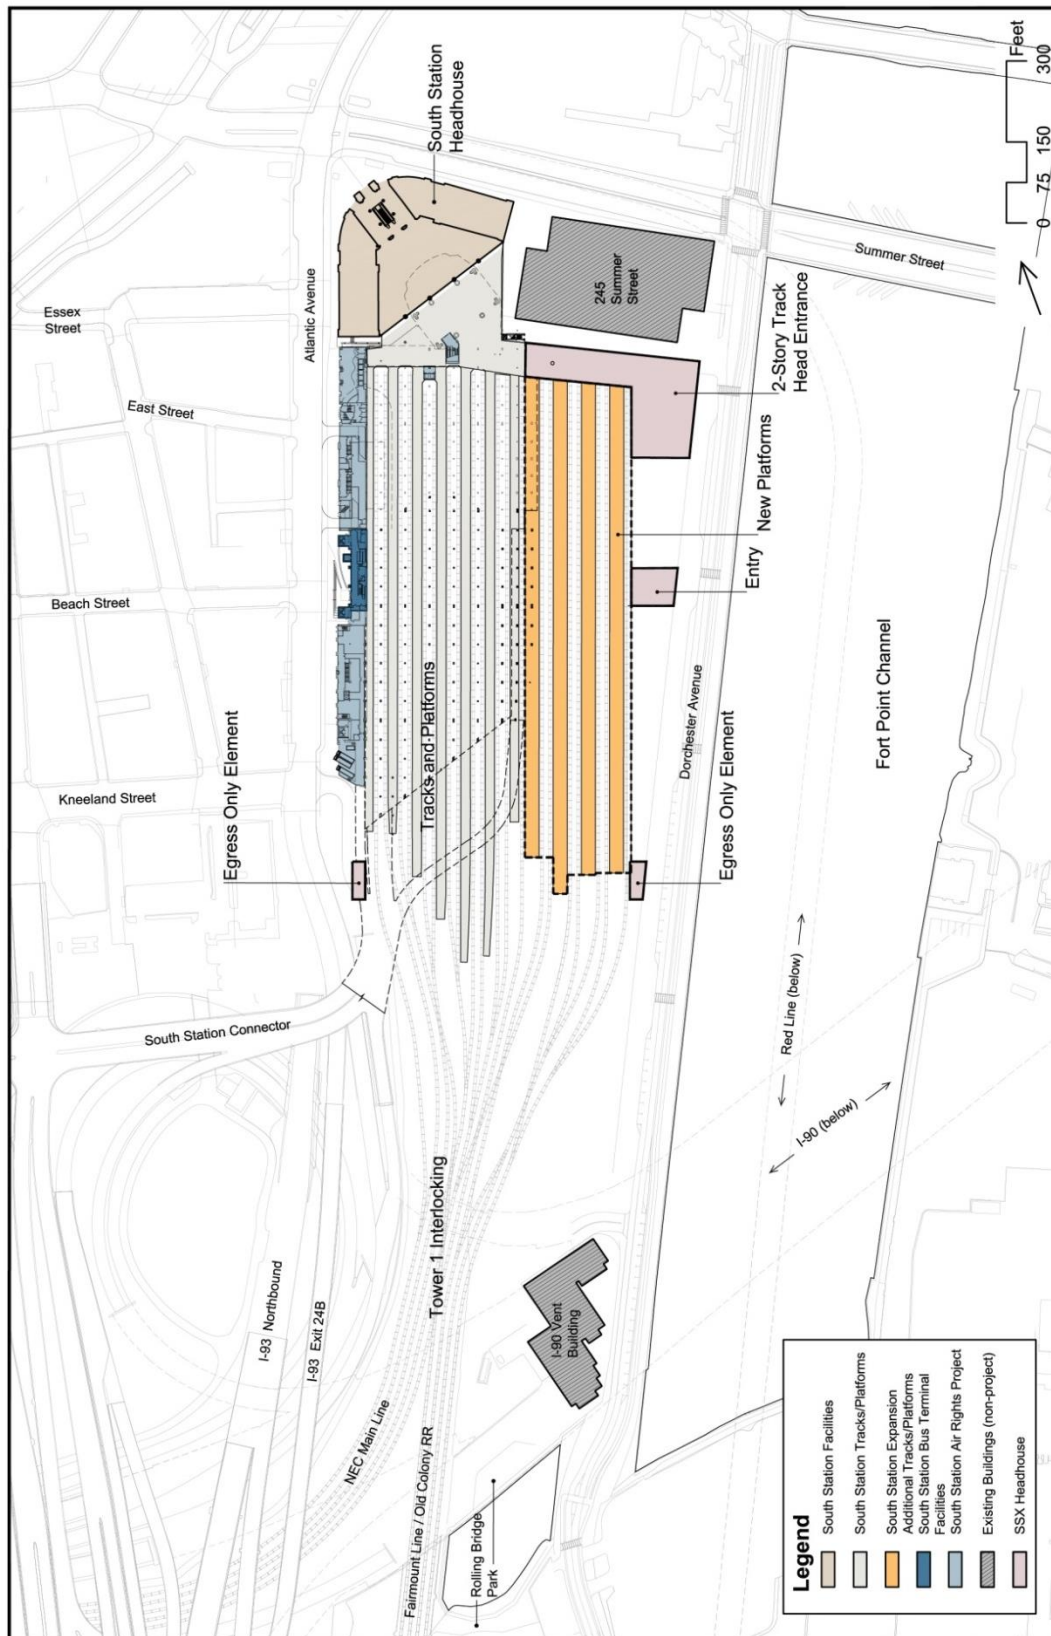 South Station
Headhouse
Feet
0 75 150 300
Essex
Street
Atlantic Avenue
245
Summer
Street
Summer Street
East Street
2-Story Track
Head Entrance
New Platforms
Entry
Beach Street
Tracks and Platforms
Egress Only Element
Kneeland Street
Dorchester Avenue
Egress Only Element
Fort Point Channel
South Station Connector
Red Line (below)
I-90 (below)
Tower 1 Interlocking
I-93 Northbound
I-93 Exit 24B
I-90 Vent
Building
NEC Main Line
Fairmount Line / Old Colony RR
Rolling Bridge
Park
Legend
South Station Facilities
South Station Tracks/Platforms
South Station Expansion
Additional Tracks/Platforms
South Station Bus Terminal
Facilities
South Station Air Rights Project
Existing Buildings (non-project)
SSX Headhouse